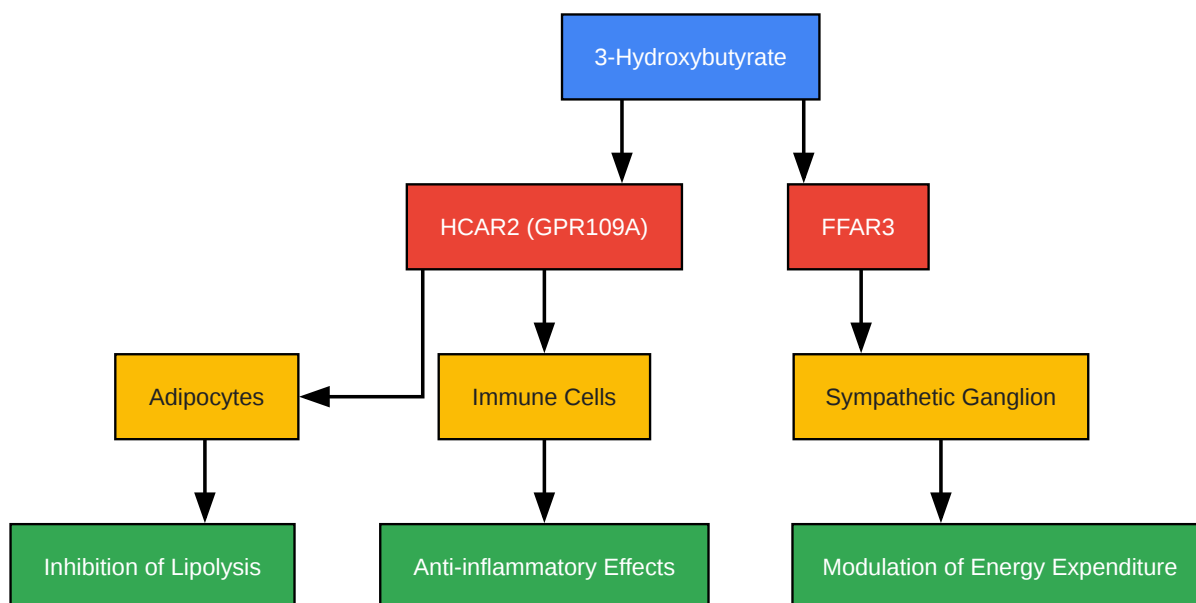 3-Hydroxybutyrate
HCAR2 (GPR109A)
FFAR3
Adipocytes
Immune Cells
Sympathetic Ganglion
Inhibition of Lipolysis
Anti-inflammatory Effects
Modulation of Energy Expenditure